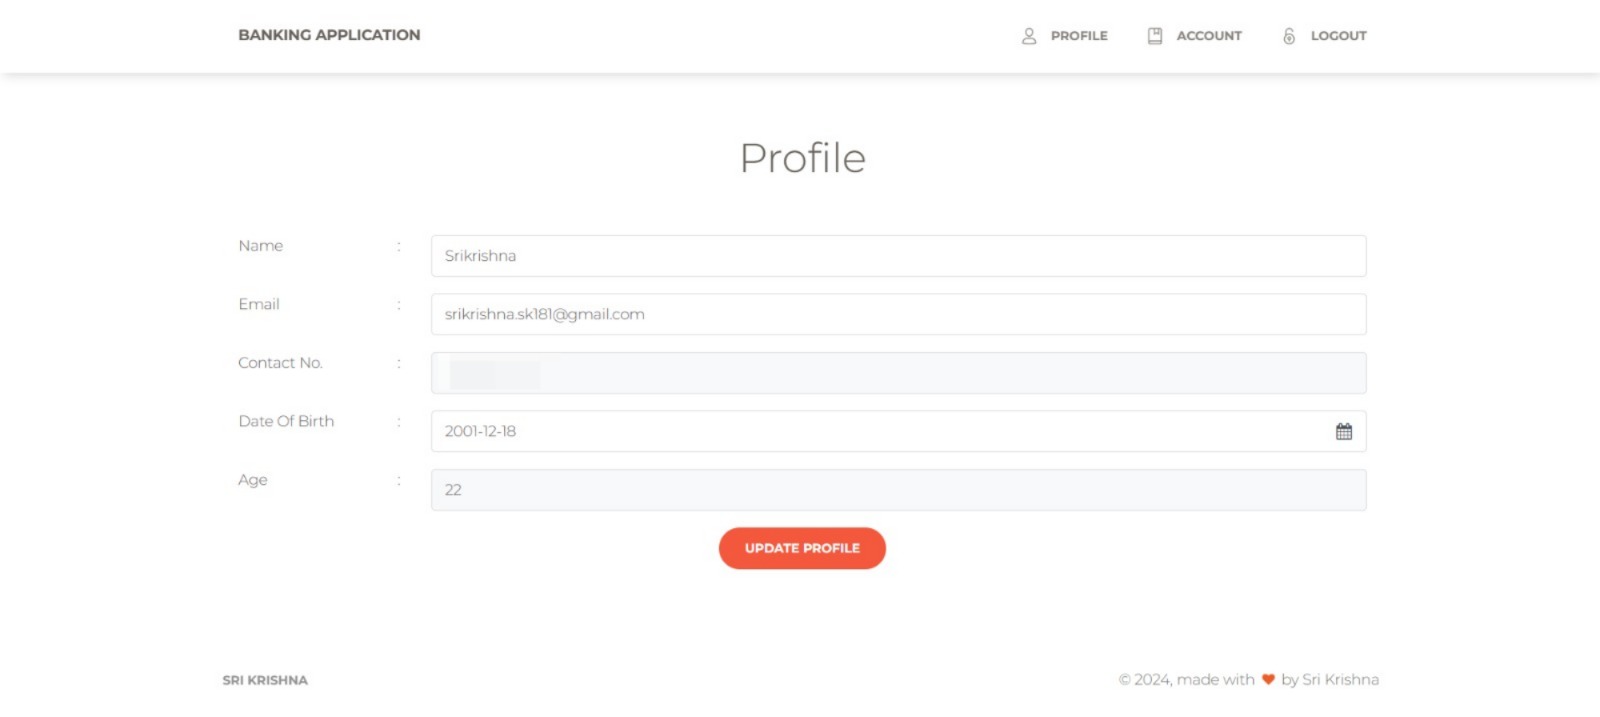 BANKING APPLICATION PROFILE ACCOUNT LOGOUT
Profile
Name : Srikrishna
Email : srikrishna.sk181@gmail.com
Contact No. :
Date Of Birth : 2001-12-18
Age : 22
UPDATE PROFILE
SRI KRISHNA © 2024, made with by Sri Krishna